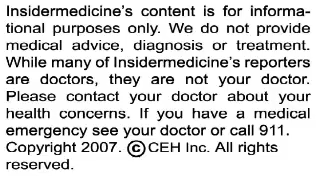 Insidermedicine's content is for informa-
tional purposes only. We do not provide
medical advice, diagnosis or treatment.
While many of Insidermedicine's reporters
are doctors, they are not your doctor.
Please contact your doctor about your
health concerns. If you have a medical
emergency see your doctor or call 911.
Copyright 2007. © CEH Inc. All rights
reserved.